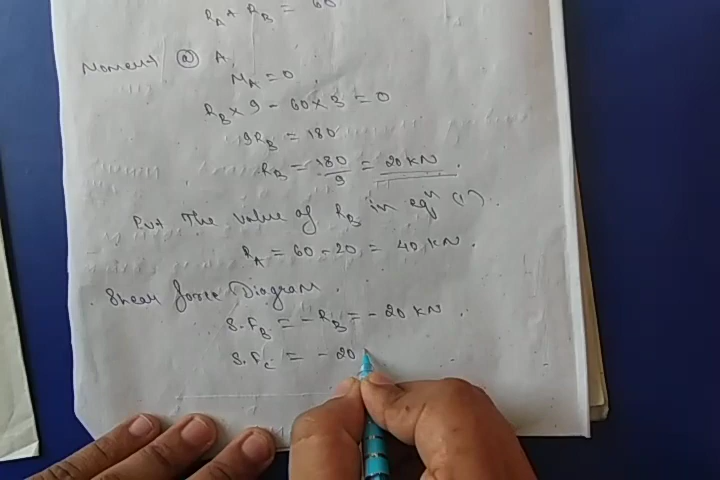 RA + RB = 60
Moment @ A,
MA = 0.
RB × 9 - 60 × 3 = 0
9RB = 180
RB = 180/9 = 20 KN.
Put the value of RB in eqn (1).
RA = 60 - 20 = 40 KN.
Shear force Diagram.
S.FB = - RB = - 20 KN.
S.FC = - 20